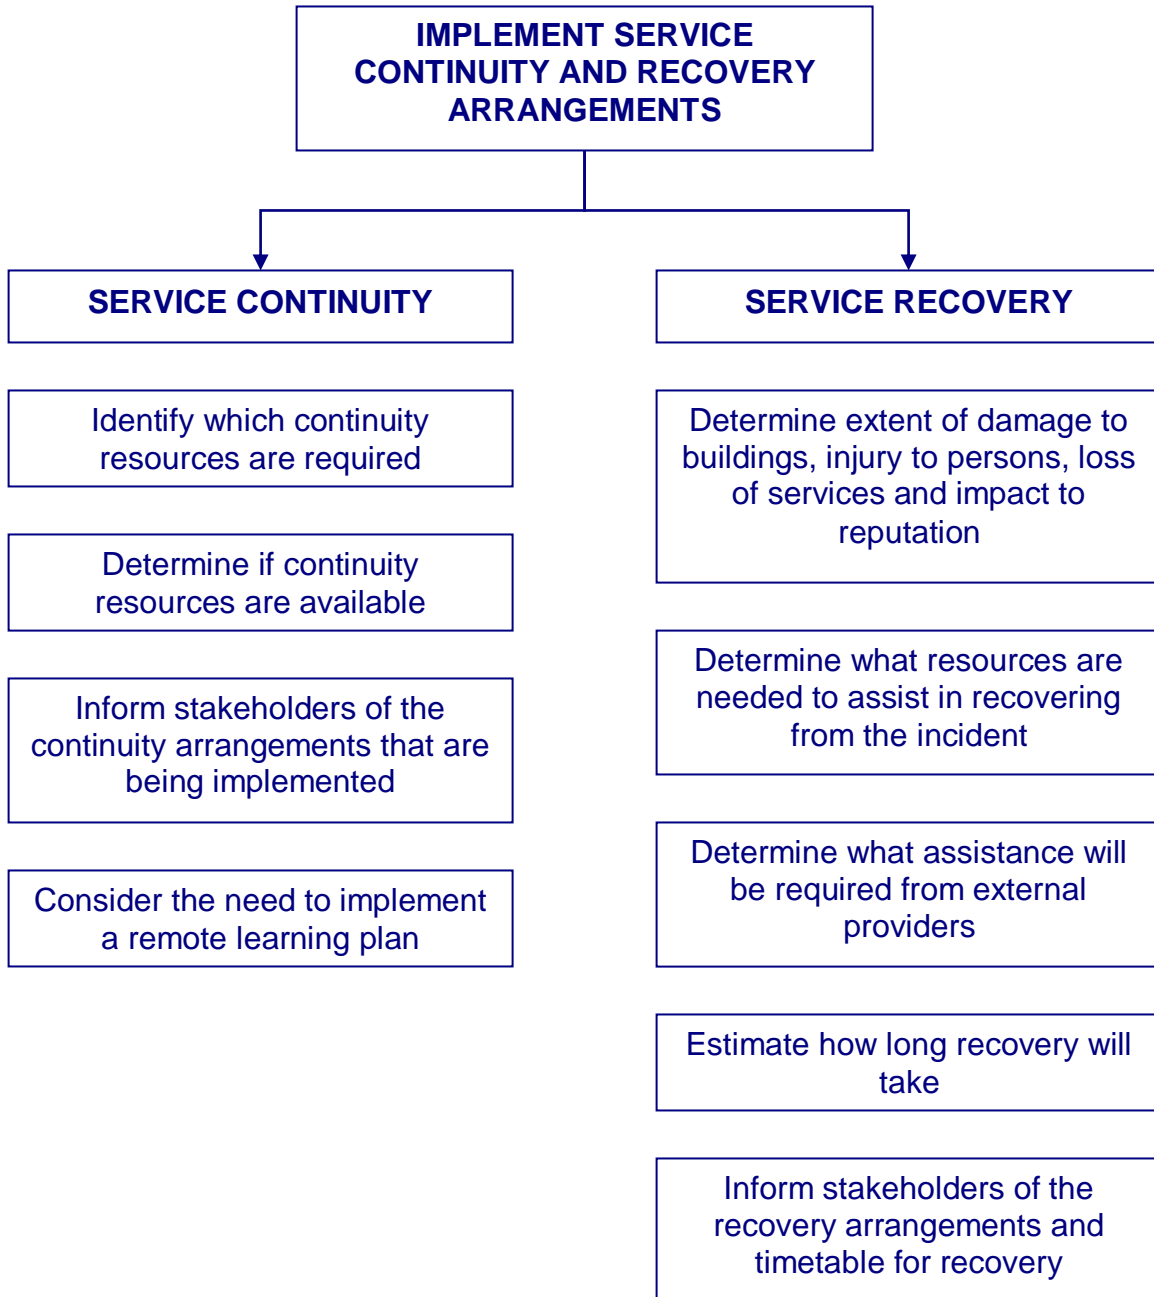 IMPLEMENT SERVICE
CONTINUITY AND RECOVERY
ARRANGEMENTS
SERVICE CONTINUITY
Identify which continuity
resources are required
Determine if continuity
resources are available
Inform stakeholders of the
continuity arrangements that are
being implemented
Consider the need to implement
a remote learning plan
SERVICE RECOVERY
Determine extent of damage to
buildings, injury to persons, loss
of services and impact to
reputation
Determine what resources are
needed to assist in recovering
from the incident
Determine what assistance will
be required from external
providers
Estimate how long recovery will
take
Inform stakeholders of the
recovery arrangements and
timetable for recovery